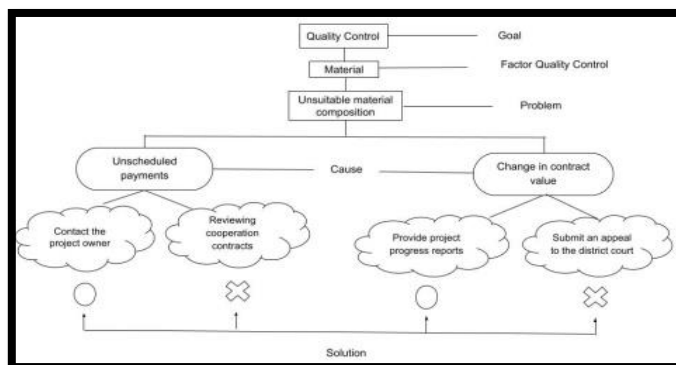 Quality Control
Goal
Material
Factor Quality Control
Unsuitable material
composition
Problem
Unscheduled
payments
Cause
Change in contract
value
Contact the
project owner
Reviewing
cooperation
contracts
Provide project
progress reports
Submit an appeal
to the district court
Solution